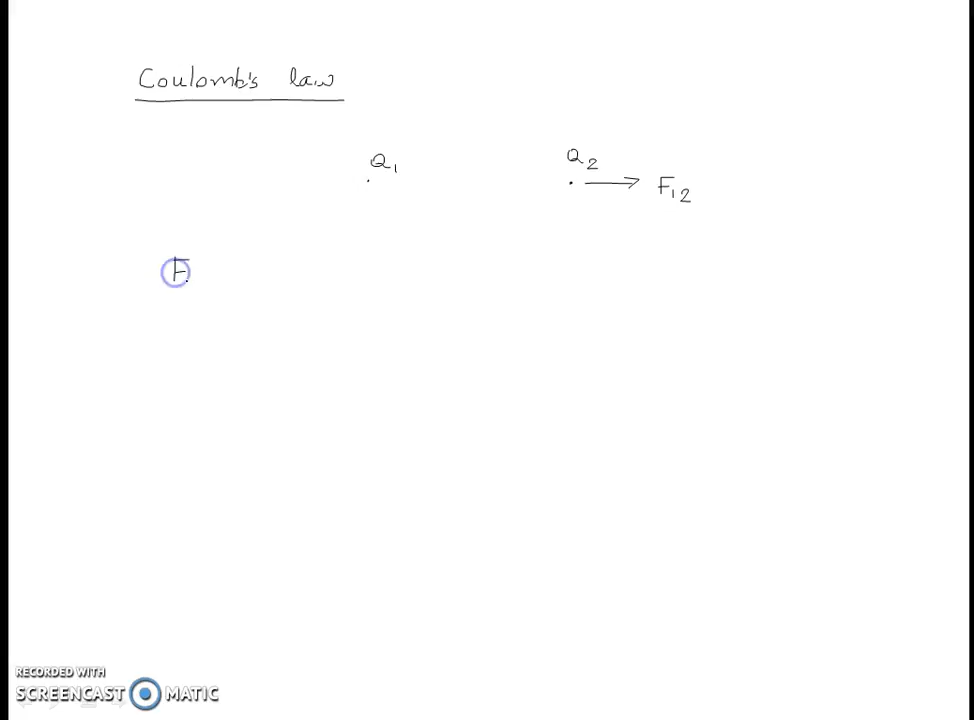 Coulomb's law
Q1 Q2
F12
F
RECORDED WITH
SCREENCAST MATIC